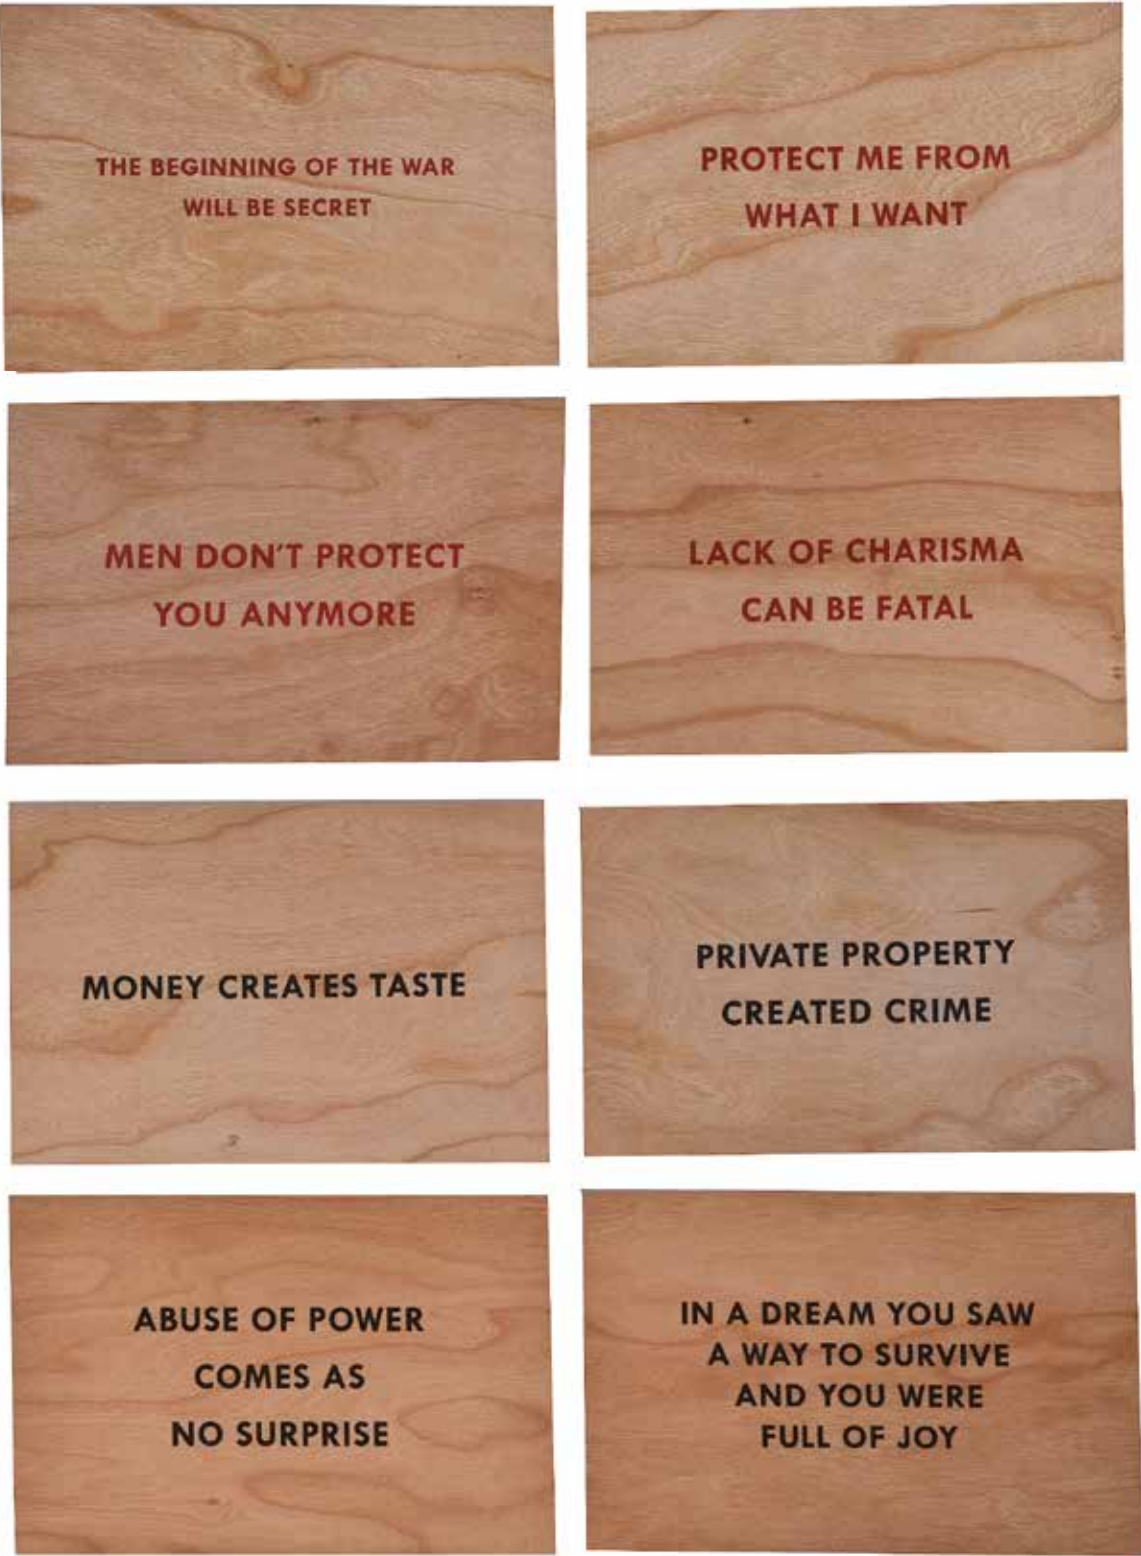 THE BEGINNING OF THE WAR
WILL BE SECRET
PROTECT ME FROM
WHAT I WANT
MEN DON'T PROTECT
YOU ANYMORE
LACK OF CHARISMA
CAN BE FATAL
MONEY CREATES TASTE
PRIVATE PROPERTY
CREATED CRIME
ABUSE OF POWER
COMES AS
NO SURPRISE
IN A DREAM YOU SAW
A WAY TO SURVIVE
AND YOU WERE
FULL OF JOY